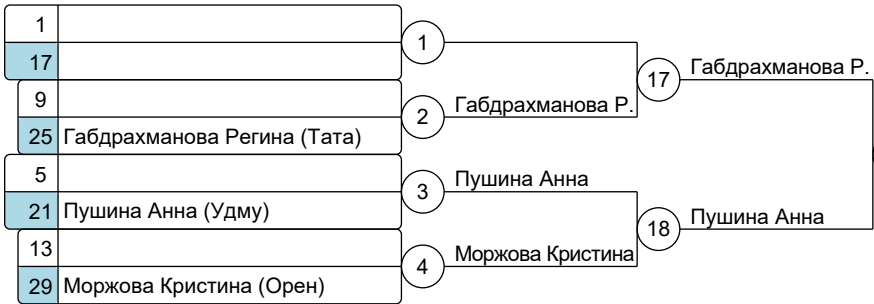 1
17
1
9
25 Габдрахманова Регина (Тата)
2
Габдрахманова Р.
17
Габдрахманова Р.
5
21 Пушина Анна (Удму)
3
Пушина Анна
13
29 Моржова Кристина (Орен)
4
Моржова Кристина
18
Пушина Анна